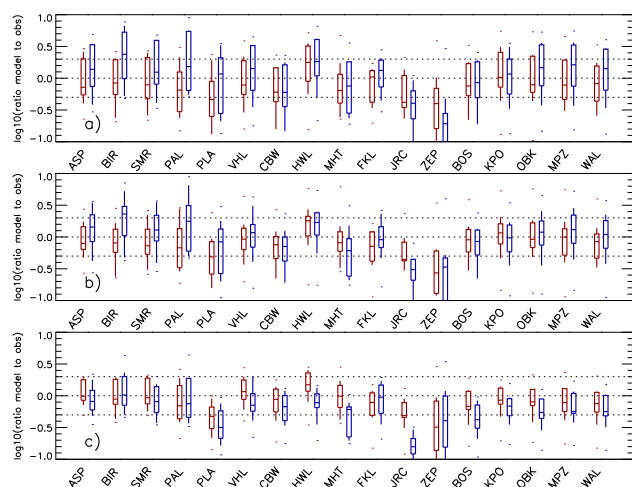 1.0
0.5
0.0
−0.5
−1.0
log10(ratio model to obs)
a)
ASP BIR SMR PAL PLA VHL CBW HWL MHT FKL JRC ZEP BOS KPO OBK MPZ WAL
1.0
0.5
0.0
−0.5
−1.0
log10(ratio model to obs)
b)
ASP BIR SMR PAL PLA VHL CBW HWL MHT FKL JRC ZEP BOS KPO OBK MPZ WAL
1.0
0.5
0.0
−0.5
−1.0
log10(ratio model to obs)
c)
ASP BIR SMR PAL PLA VHL CBW HWL MHT FKL JRC ZEP BOS KPO OBK MPZ WAL